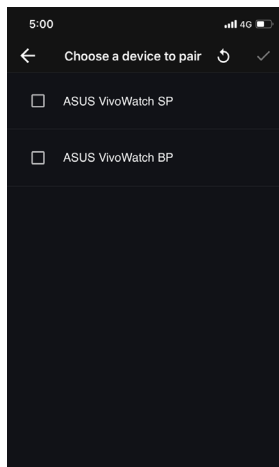 5:00 4G
Choose a device to pair
ASUS VivoWatch SP
ASUS VivoWatch BP